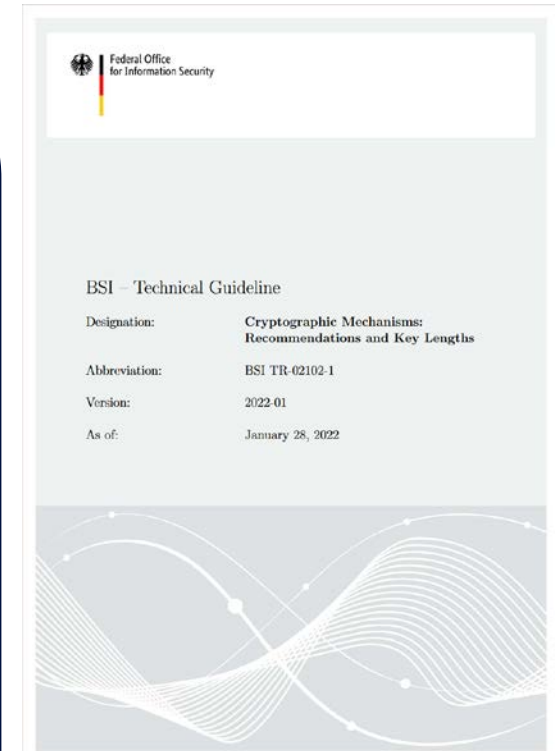 Federal Office
for Information Security
BSI – Technical Guideline
Designation: Cryptographic Mechanisms:
Recommendations and Key Lengths
Abbreviation: BSI TR-02102-1
Version: 2022-01
As of: January 28, 2022